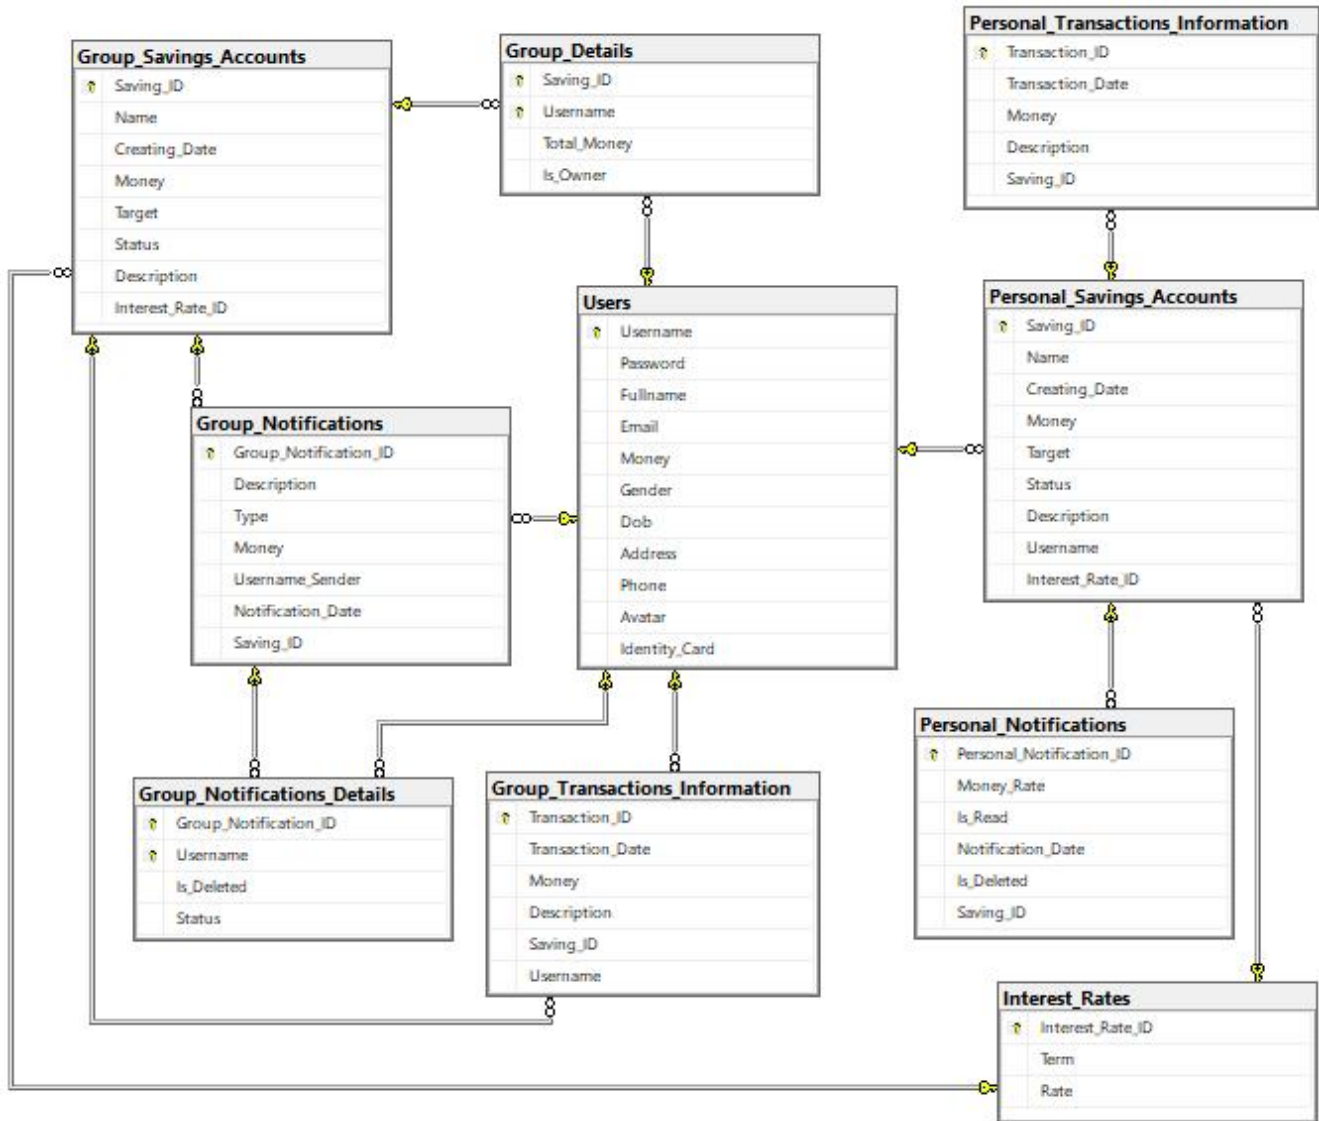 Group_Savings_Accounts
Saving_ID
Name
Creating_Date
Money
Target
Status
Description
Interest_Rate_ID
Group_Details
Saving_ID
Username
Total_Money
Is_Owner
Personal_Transactions_Information
Transaction_ID
Transaction_Date
Money
Description
Saving_ID
Users
Username
Password
Fullname
Email
Money
Gender
Dob
Address
Phone
Avatar
Identity_Card
Personal_Savings_Accounts
Saving_ID
Name
Creating_Date
Money
Target
Status
Description
Username
Interest_Rate_ID
Group_Notifications
Group_Notification_ID
Description
Type
Money
Username_Sender
Notification_Date
Saving_ID
Group_Notifications_Details
Group_Notification_ID
Username
Is_Deleted
Status
Group_Transactions_Information
Transaction_ID
Transaction_Date
Money
Description
Saving_ID
Username
Personal_Notifications
Personal_Notification_ID
Money_Rate
Is_Read
Notification_Date
Is_Deleted
Saving_ID
Interest_Rates
Interest_Rate_ID
Term
Rate